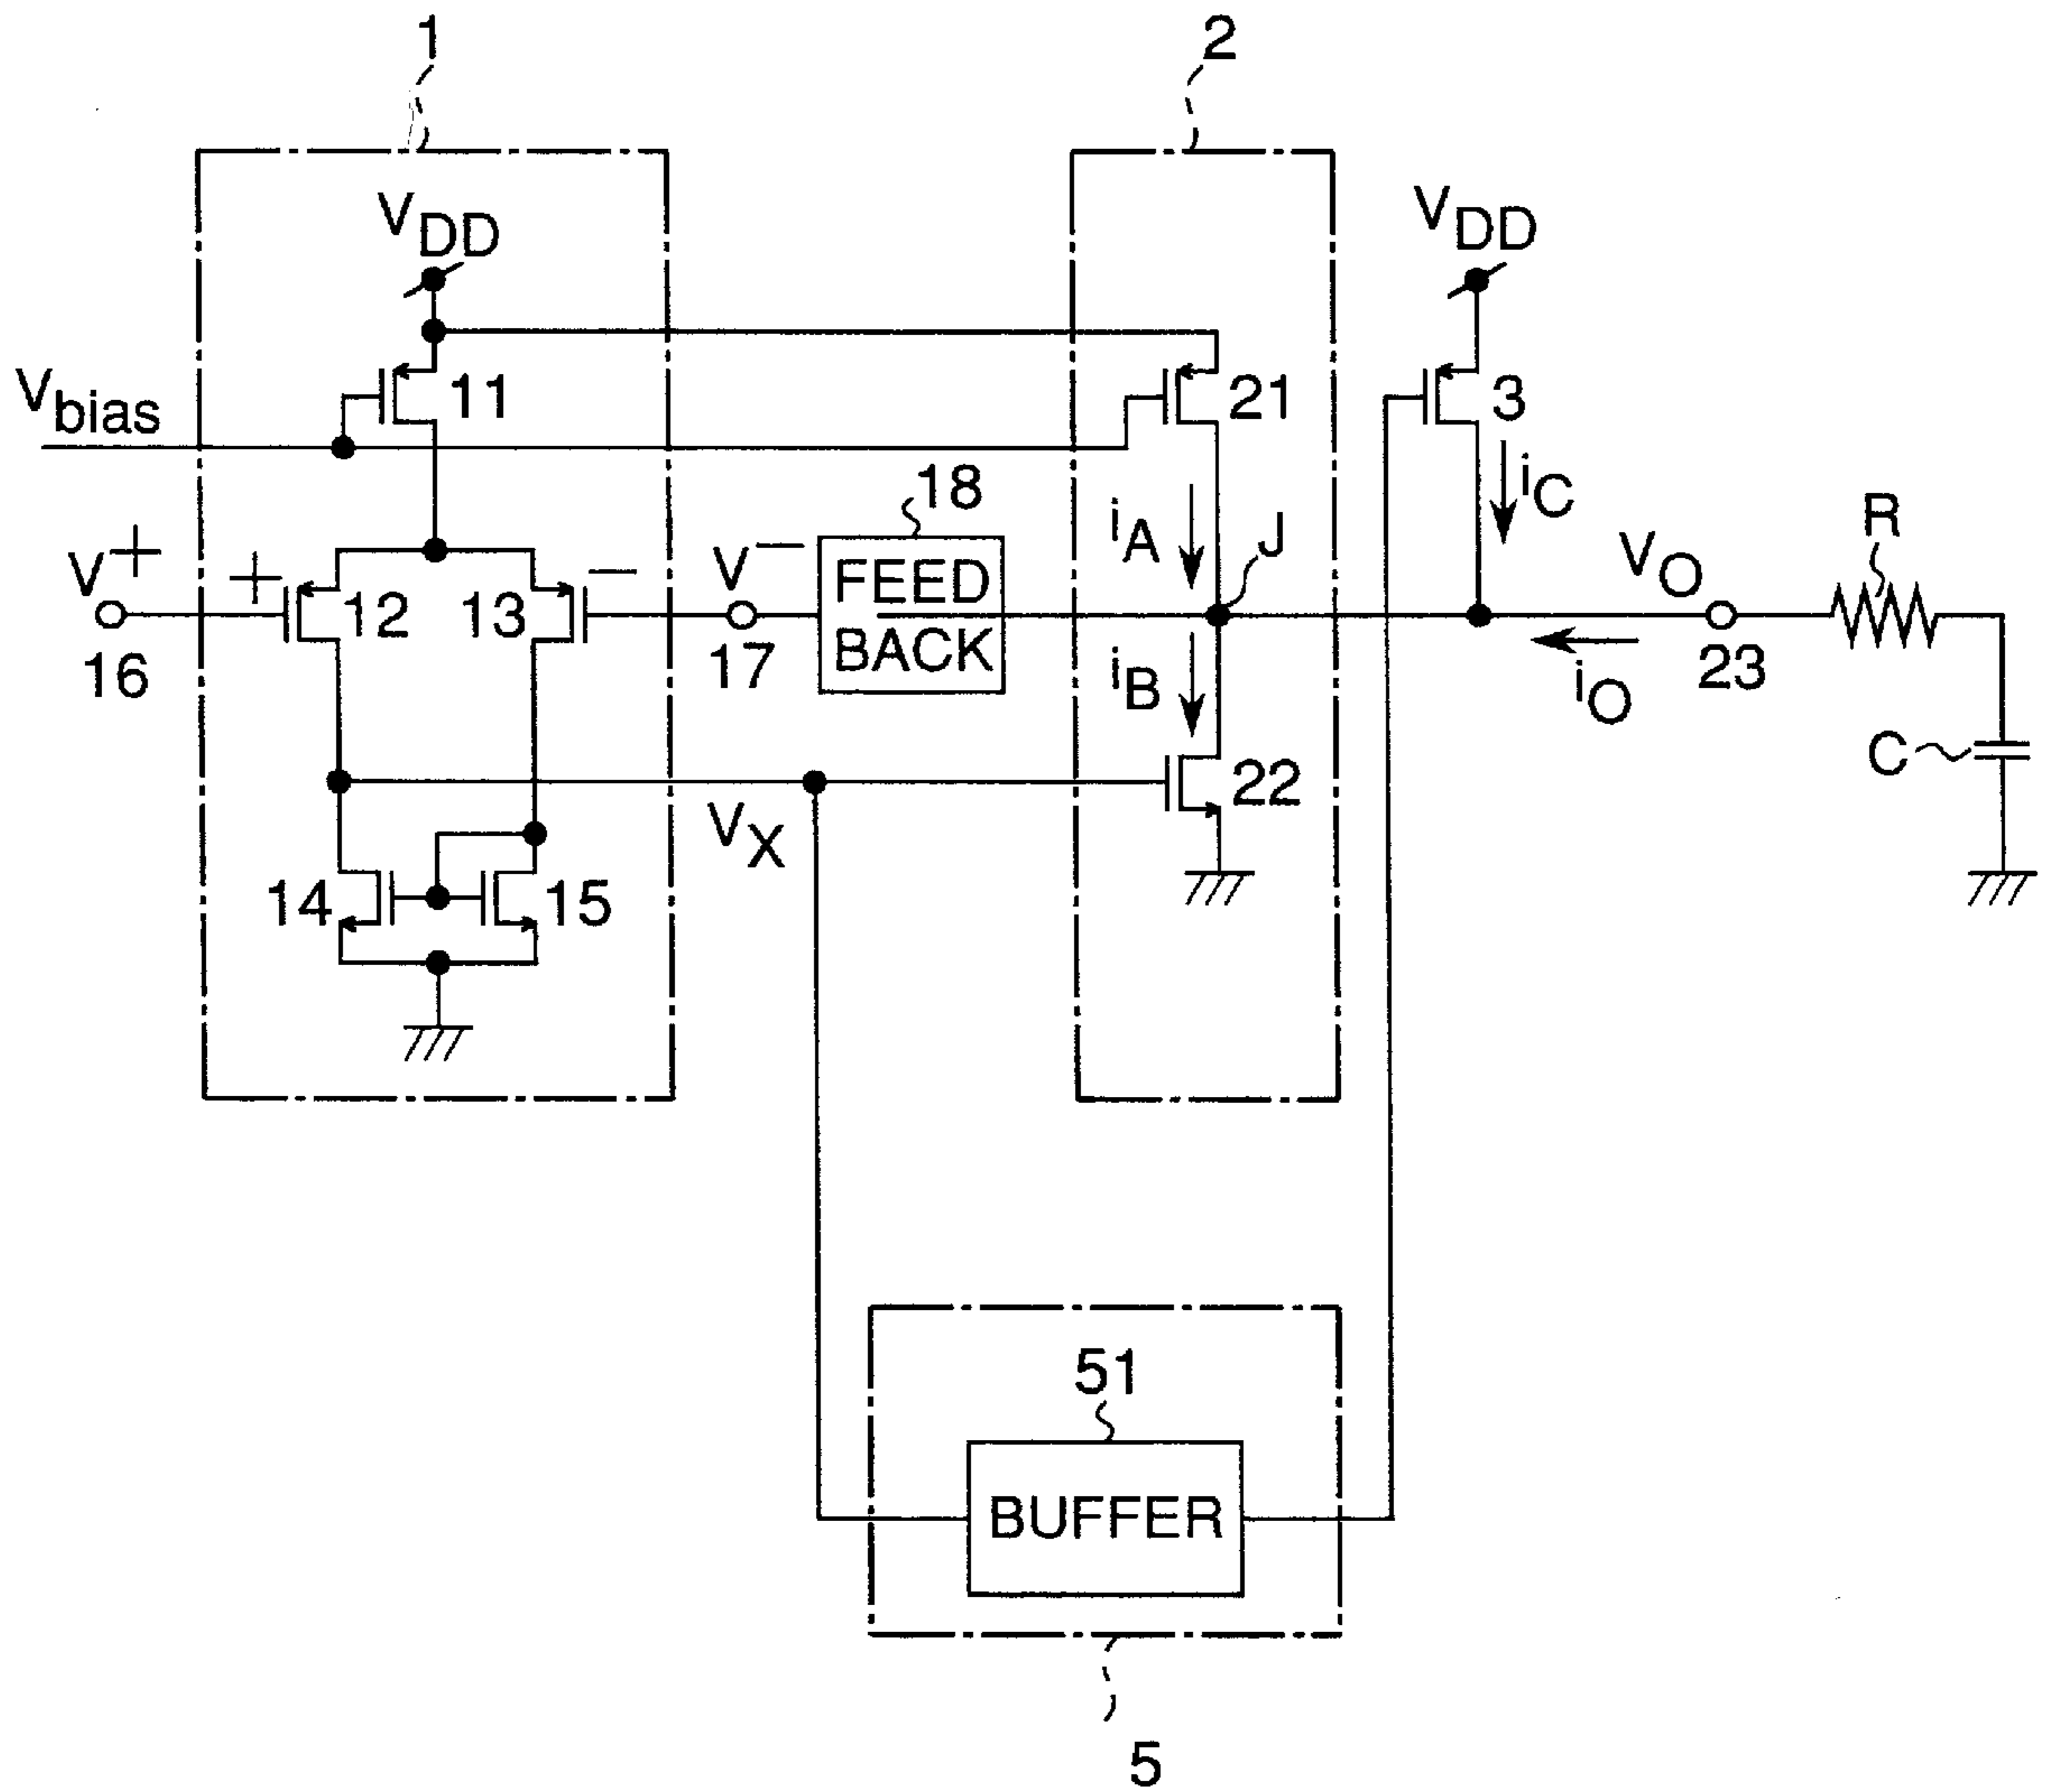 1
2
VDD
VDD
Vbias
11
21
3
iC
18
iA
J
R
V+
+
12
13
−
V−
FEED
BACK
VO
16
17
iB
iO
23
C
22
VX
14
15
51
BUFFER
5